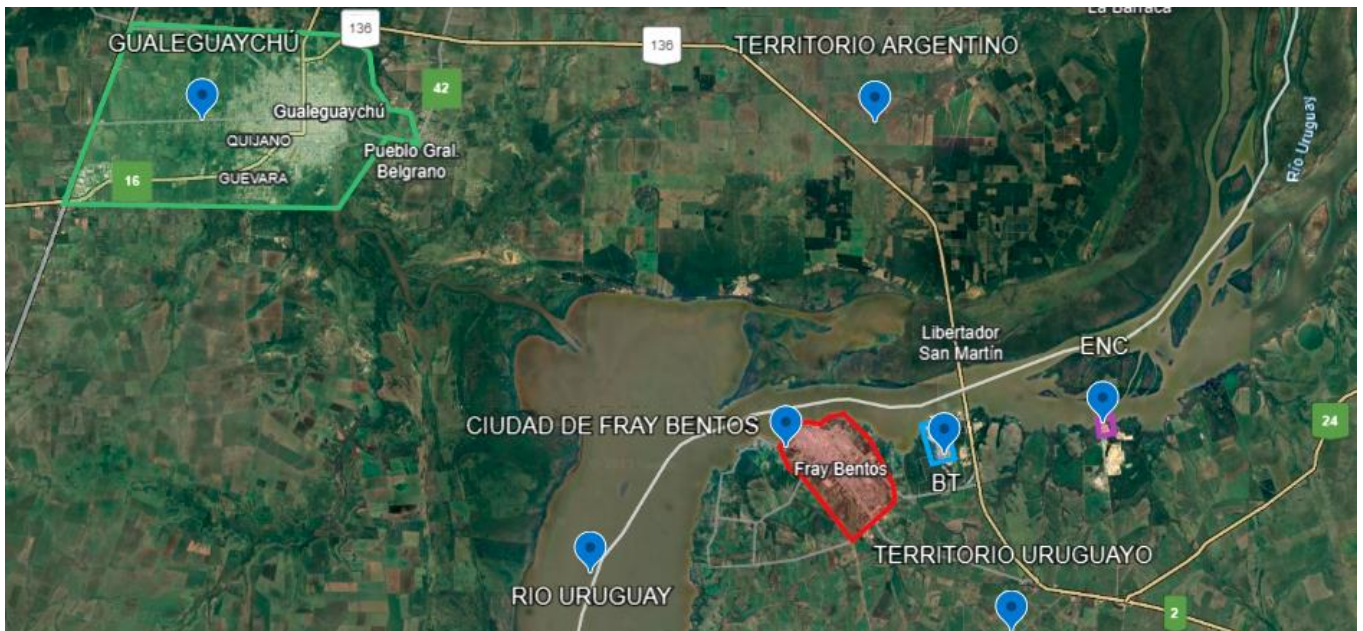 La Barraca
GUALEGUAYCHÚ
136
136
TERRITORIO ARGENTINO
42
Gualeguaychú
QUIJANO
Pueblo Gral.
Belgrano
16
GUEVARA
Río Uruguay
Libertador
San Martín
ENC
CIUDAD DE FRAY BENTOS
24
Fray Bentos
BT
TERRITORIO URUGUAYO
RIO URUGUAY
2